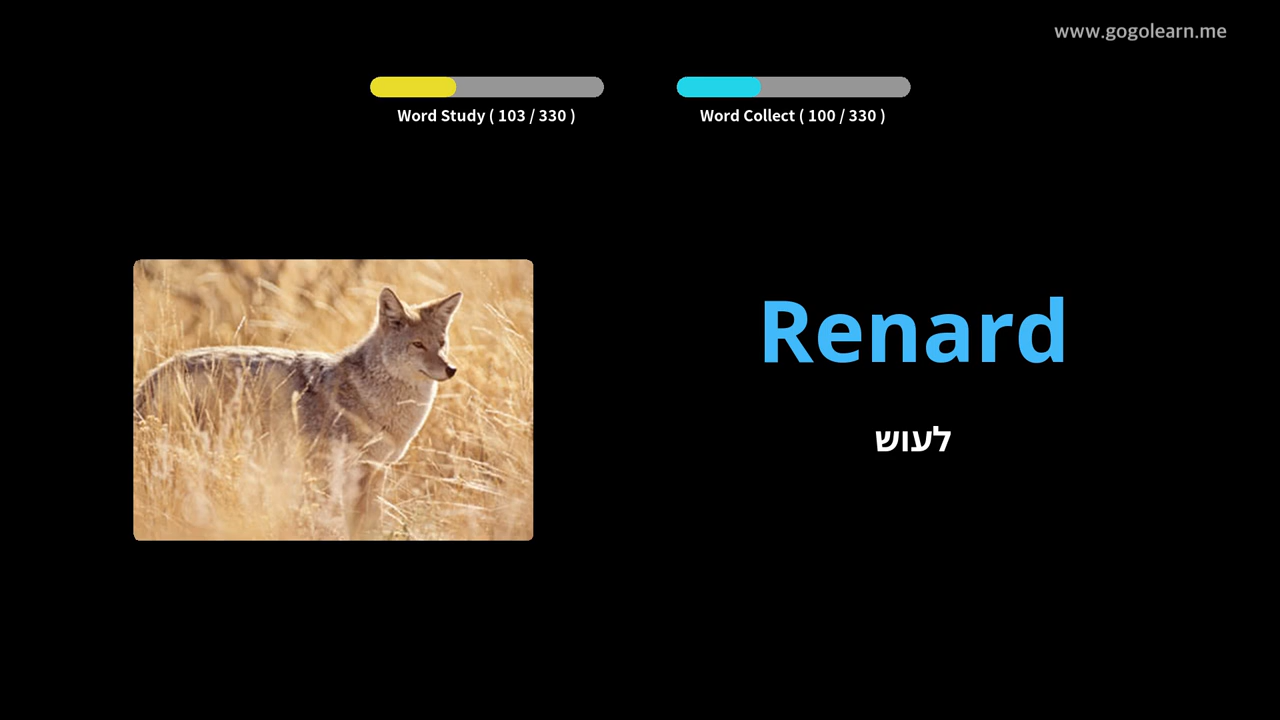 www.gogolearn.me
Word Study ( 103 / 330 )
Word Collect ( 100 / 330 )
Renard
לעוש